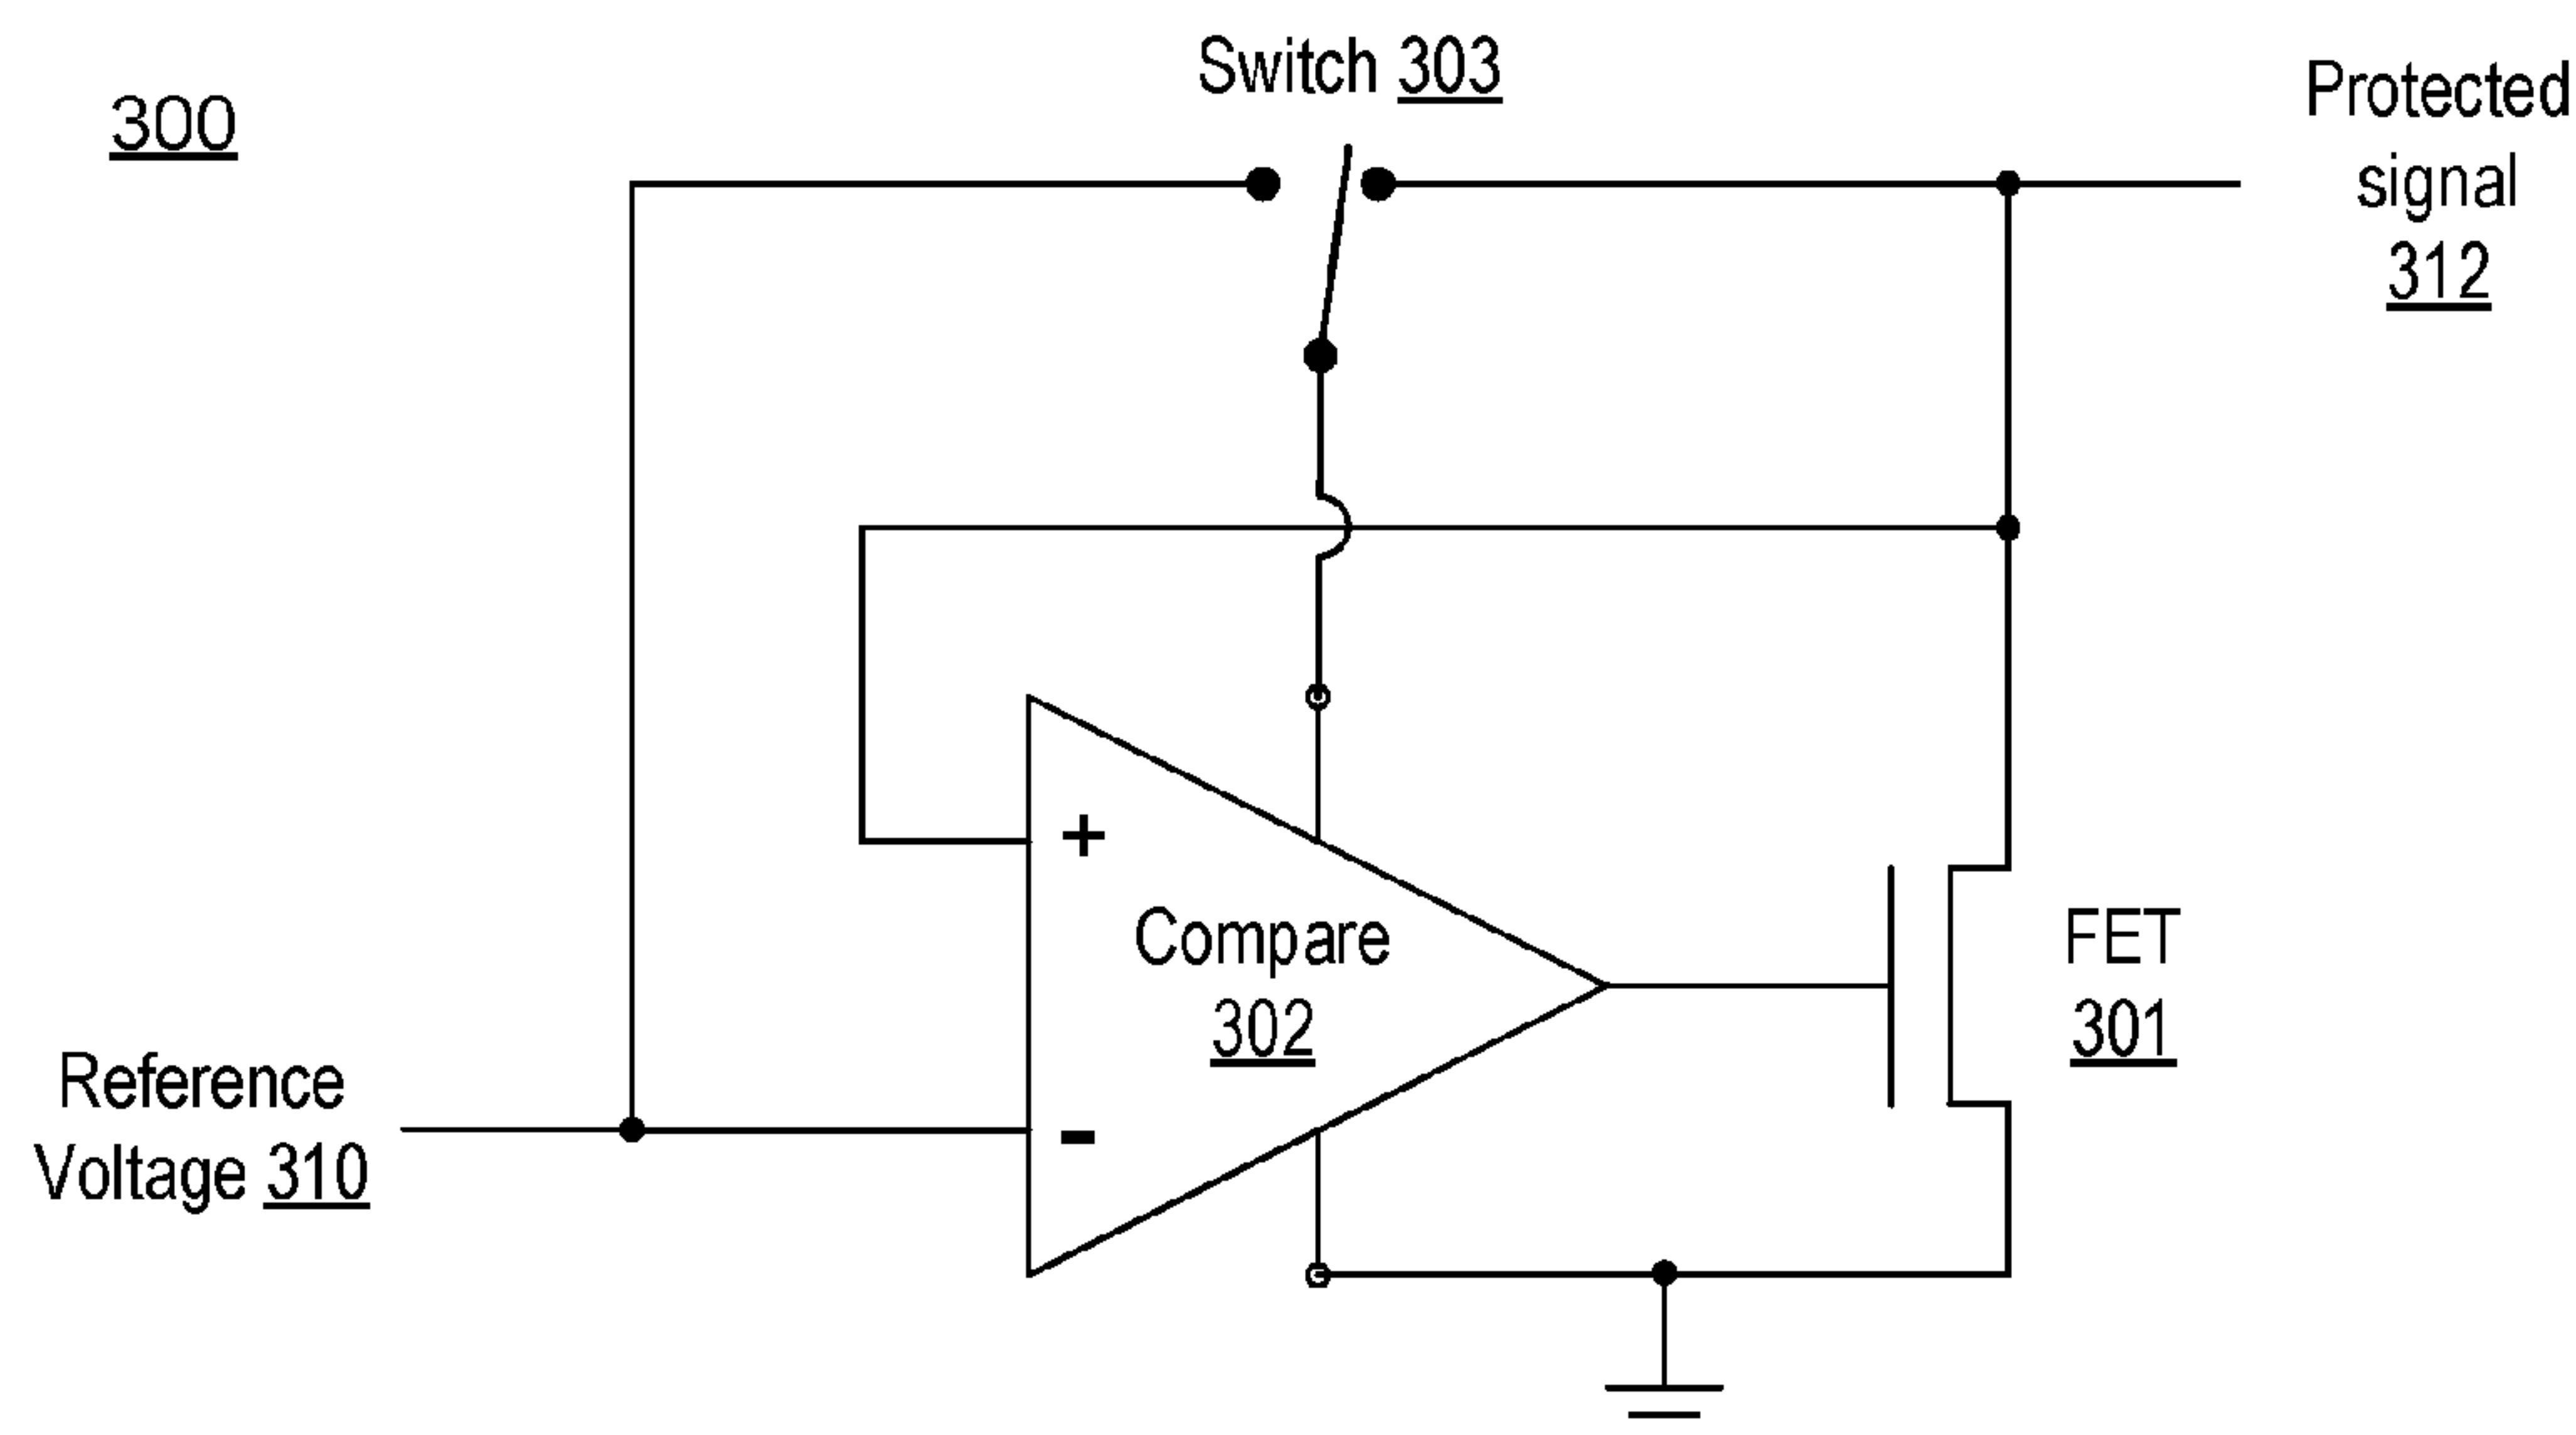 300
Switch 303
Protected
signal
312
+
Compare
302
-
FET
301
Reference
Voltage 310